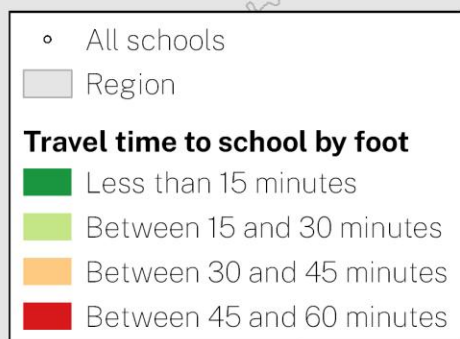 All schools
Region
Travel time to school by foot
Less than 15 minutes
Between 15 and 30 minutes
Between 30 and 45 minutes
Between 45 and 60 minutes